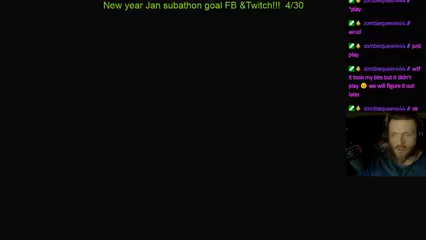 New year Jan subathon goal FB &Twitch!!! 4/30
*play
zombiequeen444 //
wruf
zombiequeen444 // just
play
zombiequeen444 // wtf
it took my bits but it didn't
play 😕 we will figure it out
later
zombiequeen444 // ok